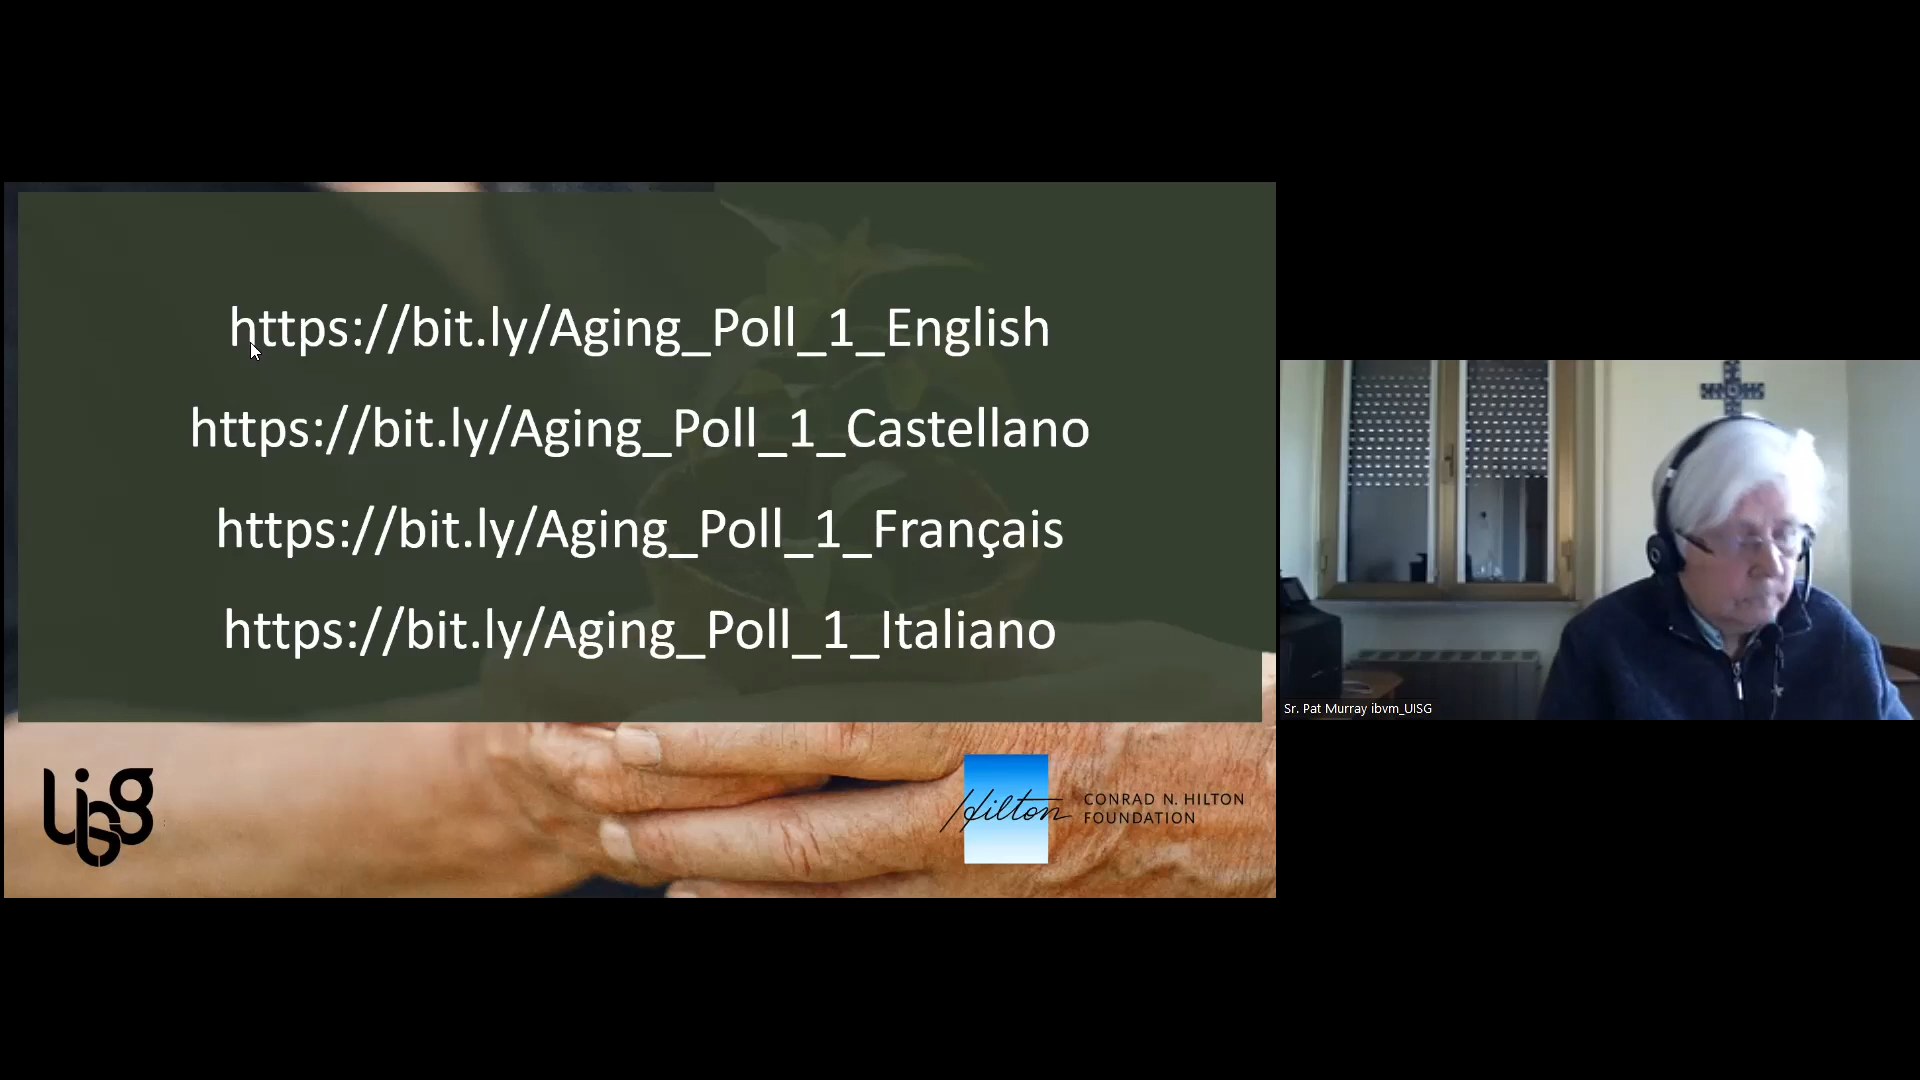 https://bit.ly/Aging_Poll_1_English
https://bit.ly/Aging_Poll_1_Castellano
https://bit.ly/Aging_Poll_1_Français
https://bit.ly/Aging_Poll_1_Italiano
uisg
Hilton
CONRAD N. HILTON
FOUNDATION
Sr. Pat Murray ibvm_UISG